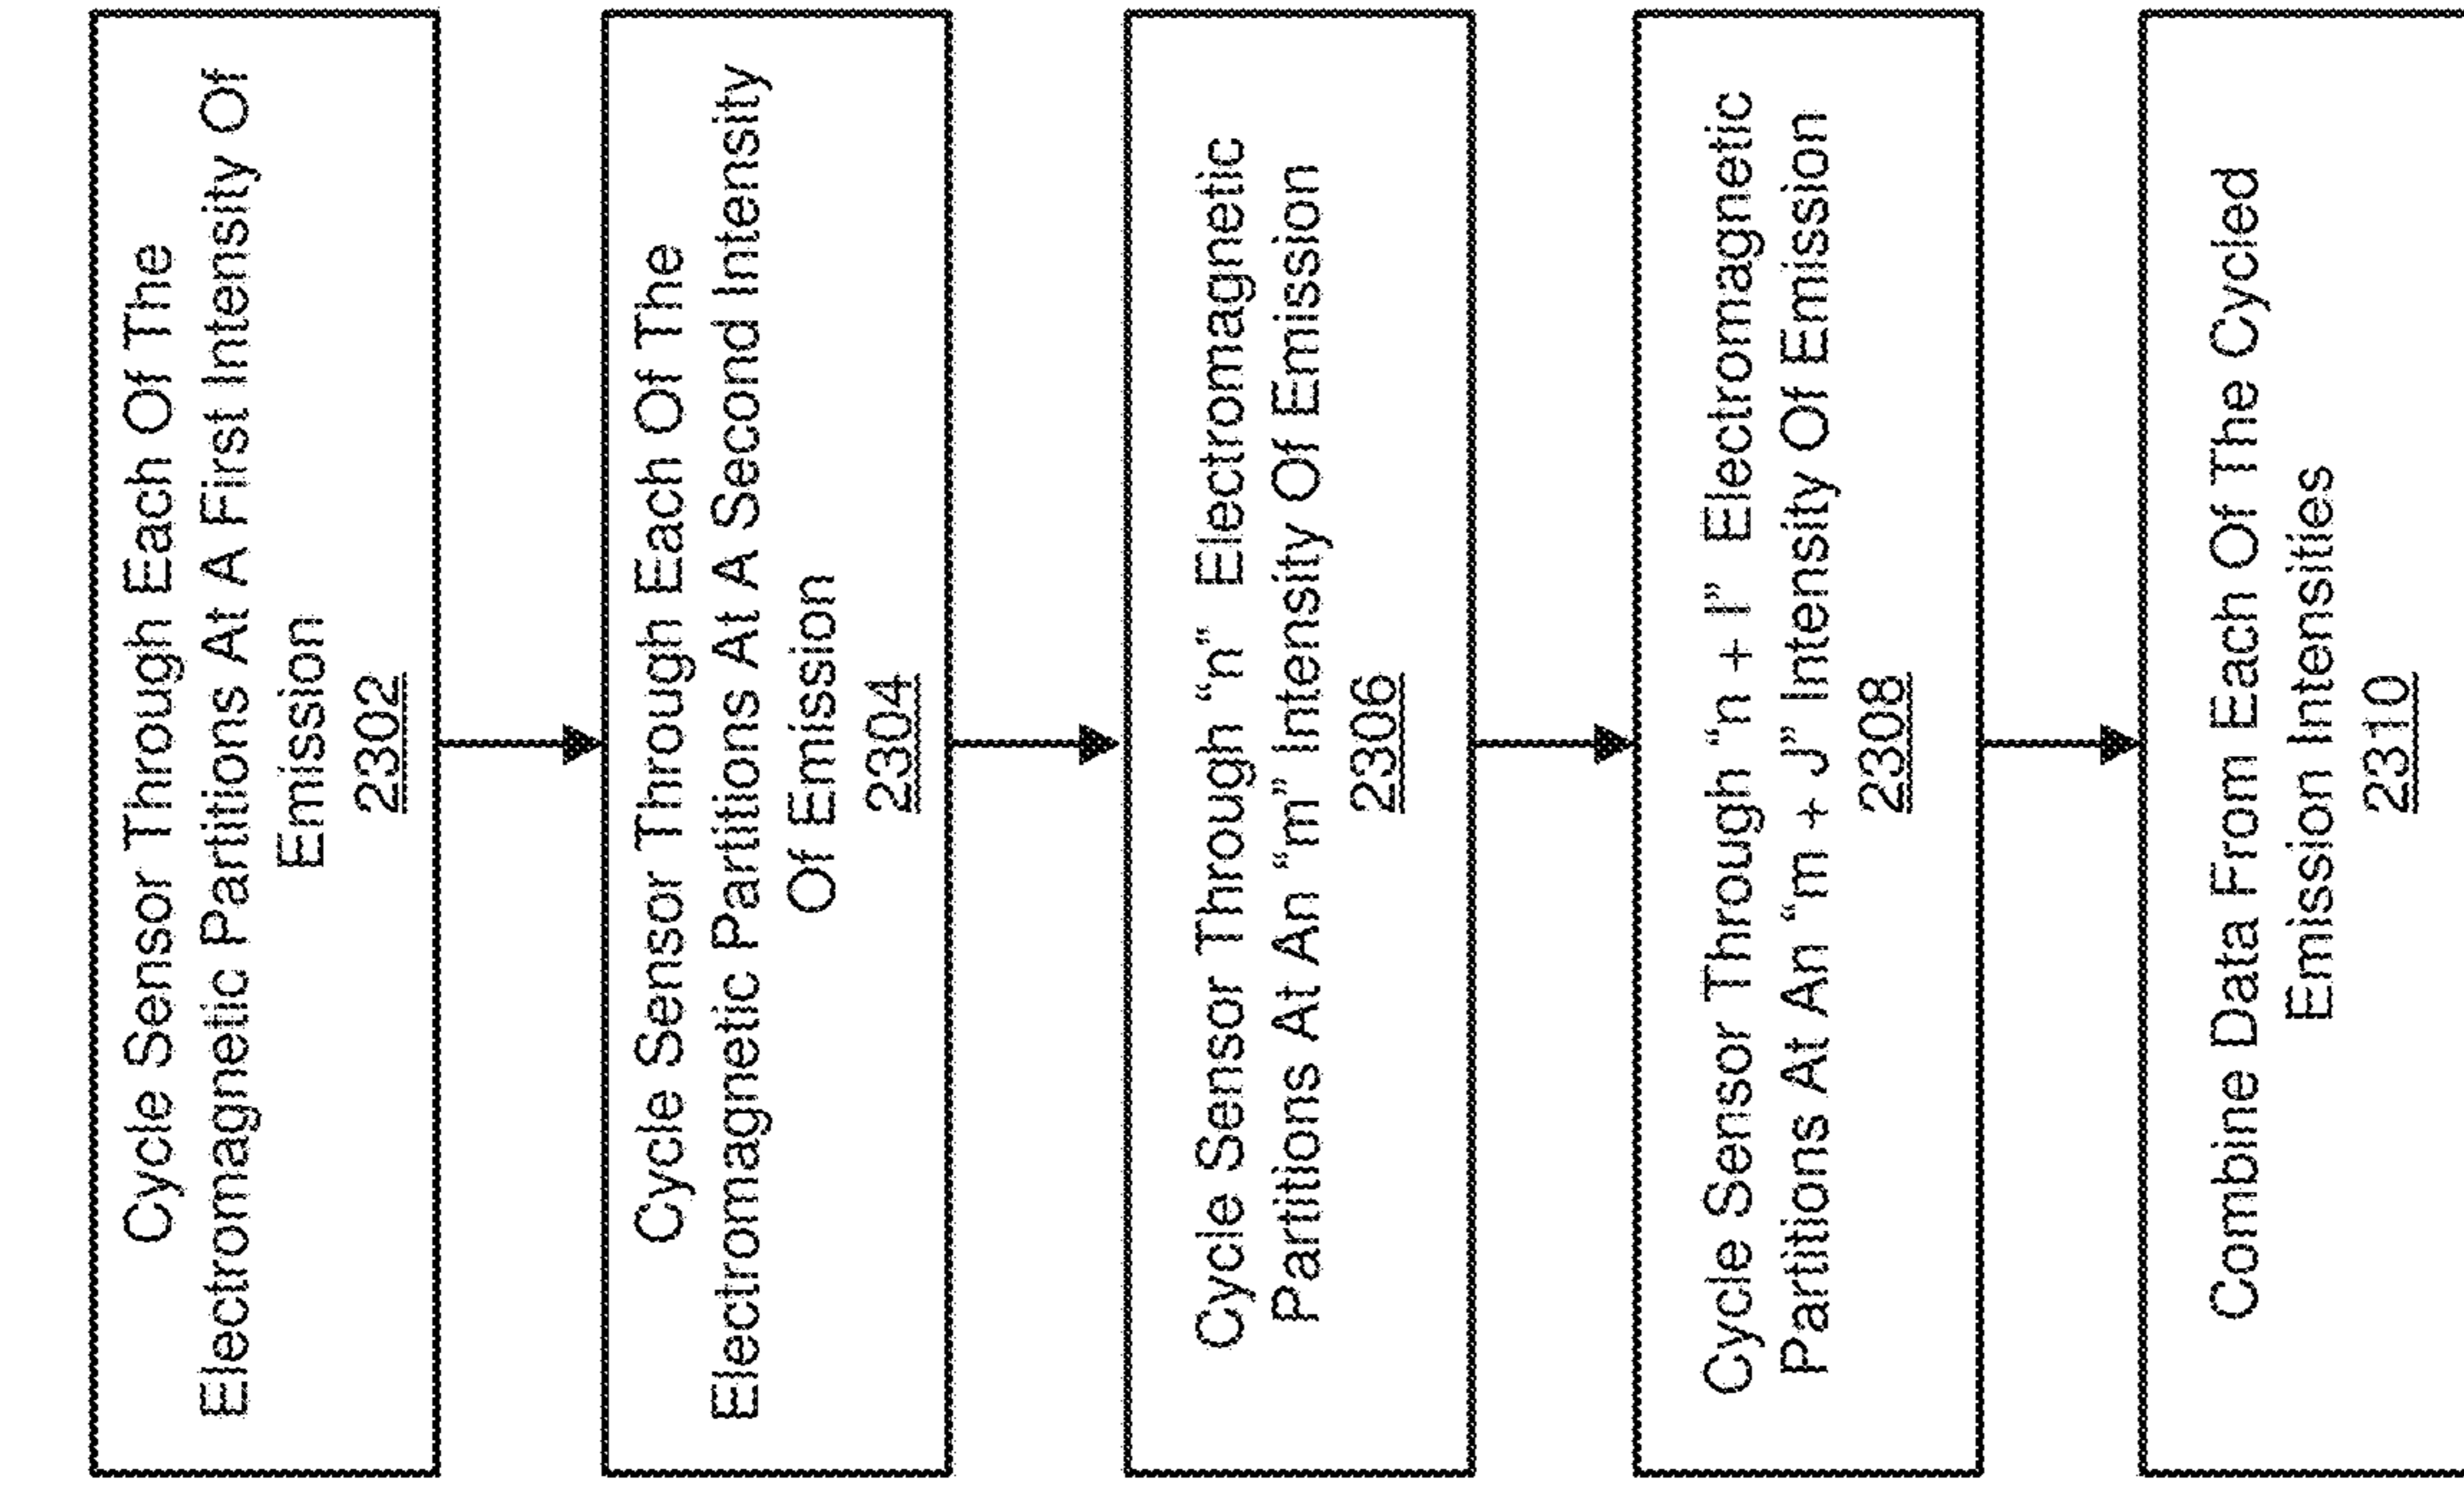 Cycle Sensor Through Each Of The
Electromagnetic Partitions At A First Intensity Of
Emission
2302
Cycle Sensor Through Each Of The
Electromagnetic Partitions At A Second Intensity
Of Emission
2304
Cycle Sensor Through “n” Electromagnetic
Partitions At An “m” Intensity Of Emission
2306
Cycle Sensor Through “n + I” Electromagnetic
Partitions At An “m + J” Intensity Of Emission
2308
Combine Data From Each Of The Cycled
Emission Intensities
2310